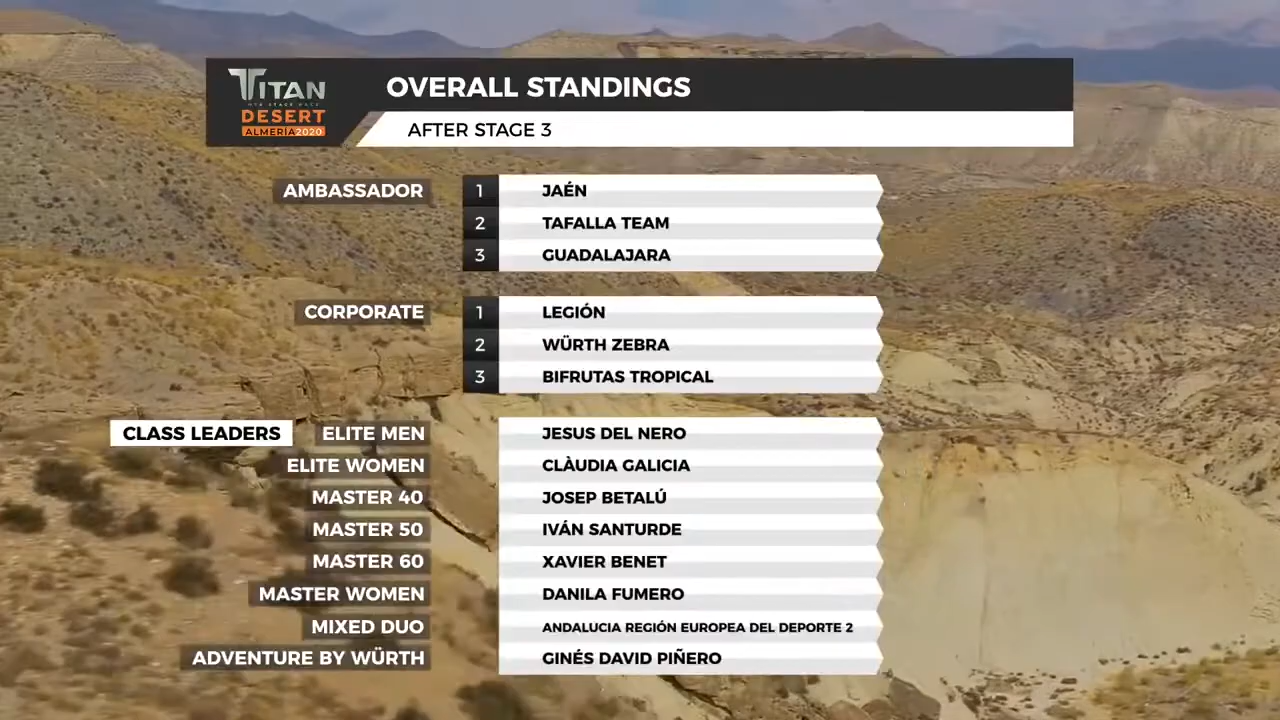 TITAN
MTB STAGE RACE
DESERT
ALMERÍA2020
OVERALL STANDINGS
AFTER STAGE 3
AMBASSADOR
1 JAÉN
2 TAFALLA TEAM
3 GUADALAJARA
CORPORATE
1 LEGIÓN
2 WÜRTH ZEBRA
3 BIFRUTAS TROPICAL
CLASS LEADERS ELITE MEN JESUS DEL NERO
ELITE WOMEN CLÀUDIA GALICIA
MASTER 40 JOSEP BETALÚ
MASTER 50 IVÁN SANTURDE
MASTER 60 XAVIER BENET
MASTER WOMEN DANILA FUMERO
MIXED DUO ANDALUCIA REGIÓN EUROPEA DEL DEPORTE 2
ADVENTURE BY WÜRTH GINÉS DAVID PIÑERO